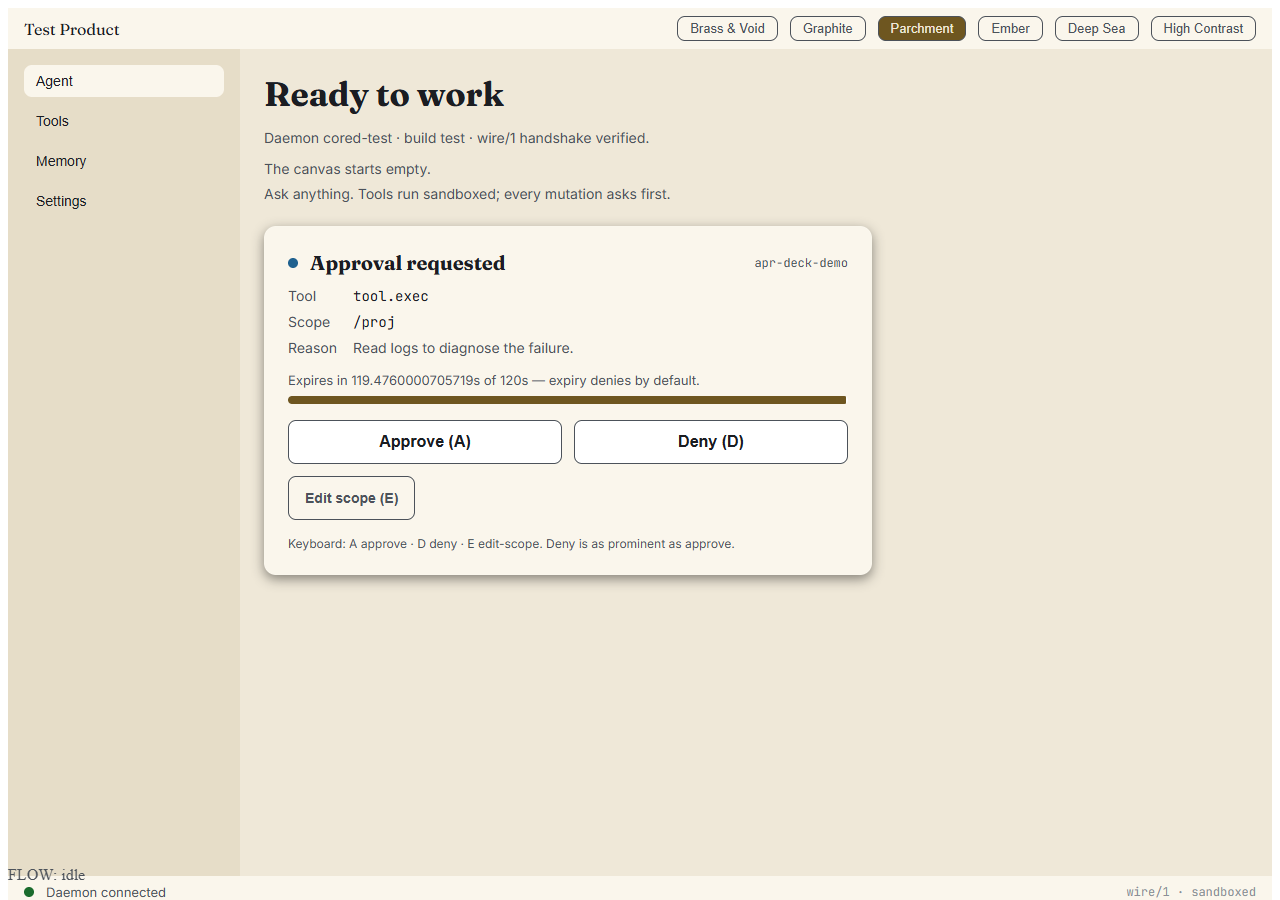 Test Product
Brass & Void
Graphite
Parchment
Ember
Deep Sea
High Contrast
Agent
Tools
Memory
Settings
Ready to work
Daemon cored-test · build test · wire/1 handshake verified.
The canvas starts empty.
Ask anything. Tools run sandboxed; every mutation asks first.
Approval requested
apr-deck-demo
Tool tool.exec
Scope /proj
Reason Read logs to diagnose the failure.
Expires in 119.4760000705719s of 120s — expiry denies by default.
Approve (A)
Deny (D)
Edit scope (E)
Keyboard: A approve · D deny · E edit-scope. Deny is as prominent as approve.
FLOW: idle
Daemon connected
wire/1 · sandboxed